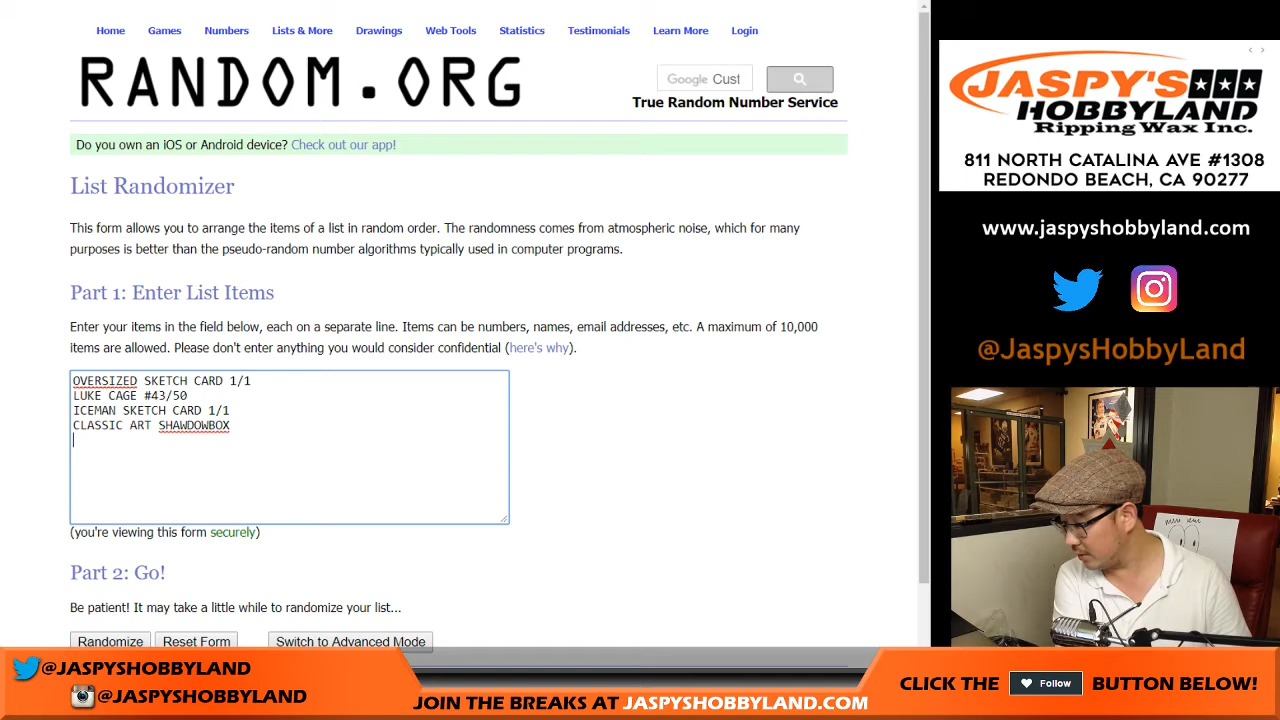 Home Games Numbers Lists & More Drawings Web Tools Statistics Testimonials Learn More Login
RANDOM.ORG
Google Cust
True Random Number Service
Do you own an iOS or Android device? Check out our app!
List Randomizer
This form allows you to arrange the items of a list in random order. The randomness comes from atmospheric noise, which for many
purposes is better than the pseudo-random number algorithms typically used in computer programs.
Part 1: Enter List Items
Enter your items in the field below, each on a separate line. Items can be numbers, names, email addresses, etc. A maximum of 10,000
items are allowed. Please don't enter anything you would consider confidential (here's why).
OVERSIZED SKETCH CARD 1/1
LUKE CAGE #43/50
ICEMAN SKETCH CARD 1/1
CLASSIC ART SHAWDOWBOX
(you're viewing this form securely)
Part 2: Go!
Be patient! It may take a little while to randomize your list...
Randomize Reset Form Switch to Advanced Mode
JASPY'S
HOBBYLAND
Ripping Wax Inc.
811 NORTH CATALINA AVE #1308
REDONDO BEACH, CA 90277
www.jaspyshobbyland.com
@JaspysHobbyLand
@JASPYSHOBBYLAND
@JASPYSHOBBYLAND
JOIN THE BREAKS AT JASPYSHOBBYLAND.COM
CLICK THE Follow BUTTON BELOW!